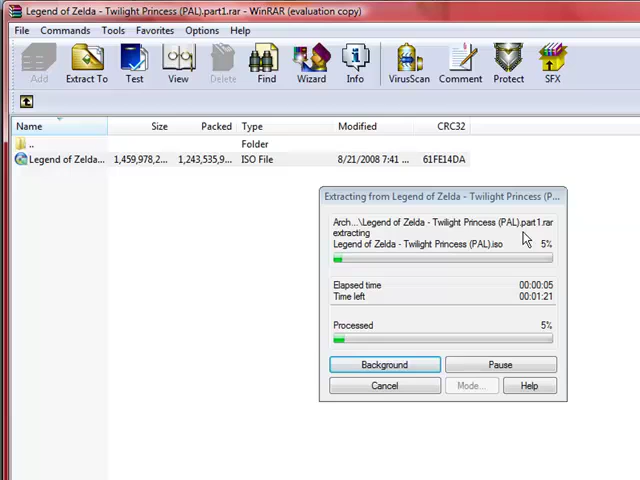 Legend of Zelda - Twilight Princess (PAL).part1.rar - WinRAR (evaluation copy)
File Commands Tools Favorites Options Help
Add Extract To Test View Delete Find Wizard Info VirusScan Comment Protect SFX
Name Size Packed Type Modified CRC32
.. Folder
Legend of Zelda... 1,459,978,2... 1,243,535,9... ISO File 8/21/2008 7:41 ... 61FE14DA
Extracting from Legend of Zelda - Twilight Princess (P...
Arch...\Legend of Zelda - Twilight Princess (PAL).part1.rar
extracting
Legend of Zelda - Twilight Princess (PAL).iso 5%
Elapsed time 00:00:05
Time left 00:01:21
Processed 5%
Background Pause
Cancel Mode... Help